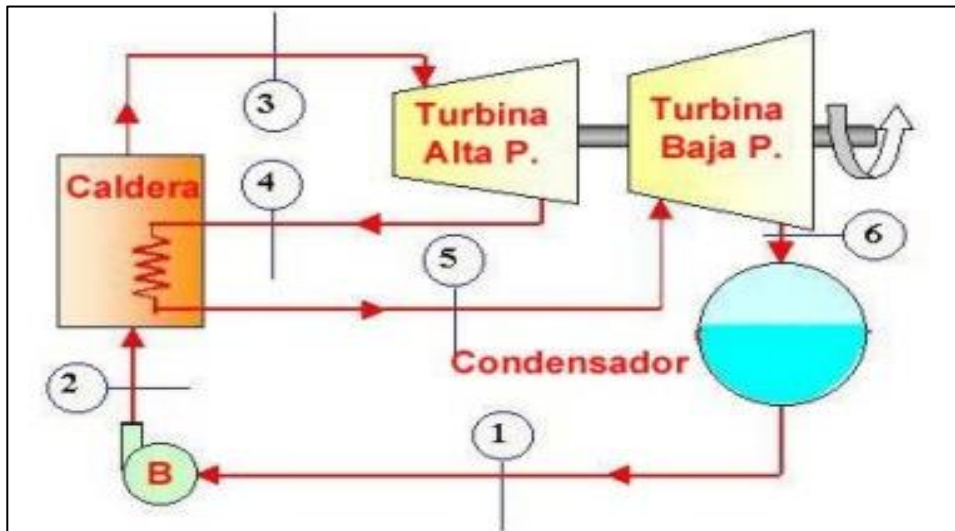 3
Turbina
Alta P.
Turbina
Baja P.
Caldera
4
5
6
Condensador
2
1
B